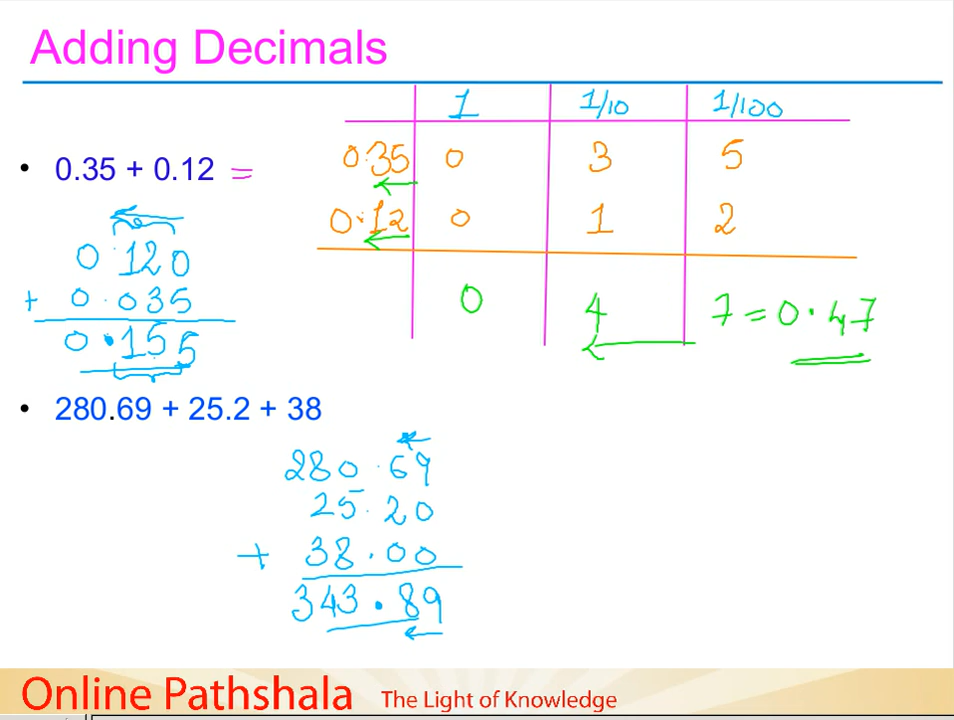 Adding Decimals
1 1/10 1/100
• 0.35 + 0.12 =
0.35 0 3 5
0.12 0 1 2
0 4 7 = 0.47
0.120
+ 0.035
0.155
• 280.69 + 25.2 + 38
280.69
25.20
+ 38.00
343.89
Online Pathshala The Light of Knowledge